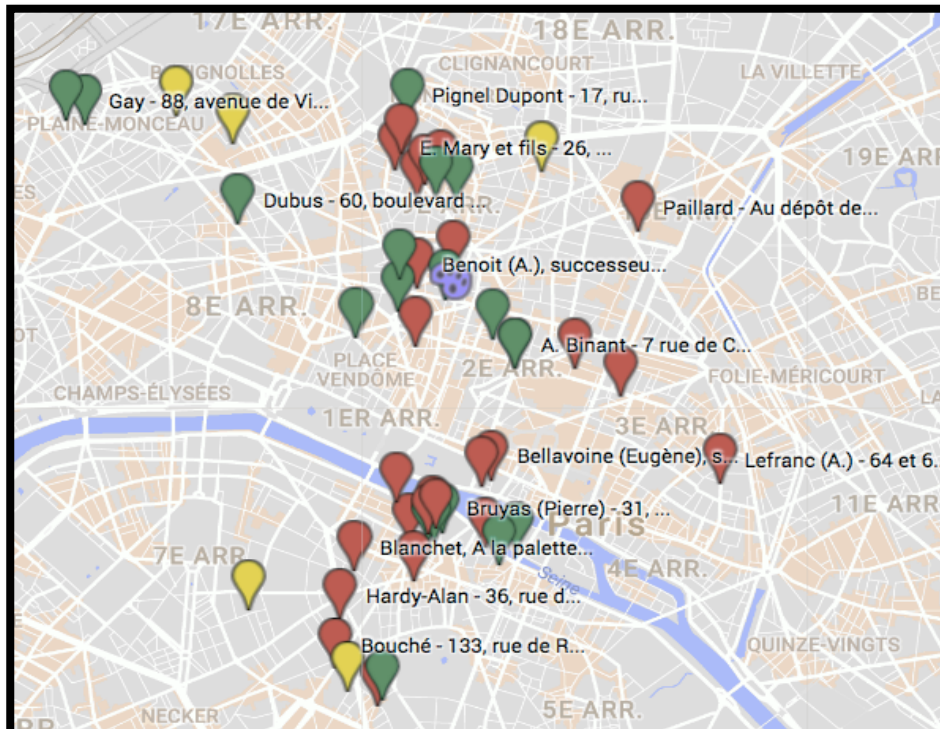 17E ARR.
18E ARR.
CLIGNANCOURT
LA VILLETTE
Gay - 88, avenue de Vi...
Pignel Dupont - 17, ru...
PLAINE-MONCEAU
E. Mary et fils - 26, ...
19E ARR
Dubus - 60, boulevard ...
Paillard - Au dépôt de...
Benoit (A.), successeu...
8E ARR.
A. Binant - 7 rue de C...
PLACE
VENDÔME
2E ARR.
FOLIE-MÉRICOURT
CHAMPS-ÉLYSÉES
1ER ARR.
3E ARR.
Bellavoine (Eugène), s...
Lefranc (A.) - 64 et 6.
11E ARR.
Bruyas (Pierre) - 31, ...
Paris
7E ARR.
Blanchet, A la palette...
4E ARR.
Seine
Hardy-Alan - 36, rue d...
Bouché - 133, rue de R...
QUINZE-VINGTS
NECKER
5E ARR.